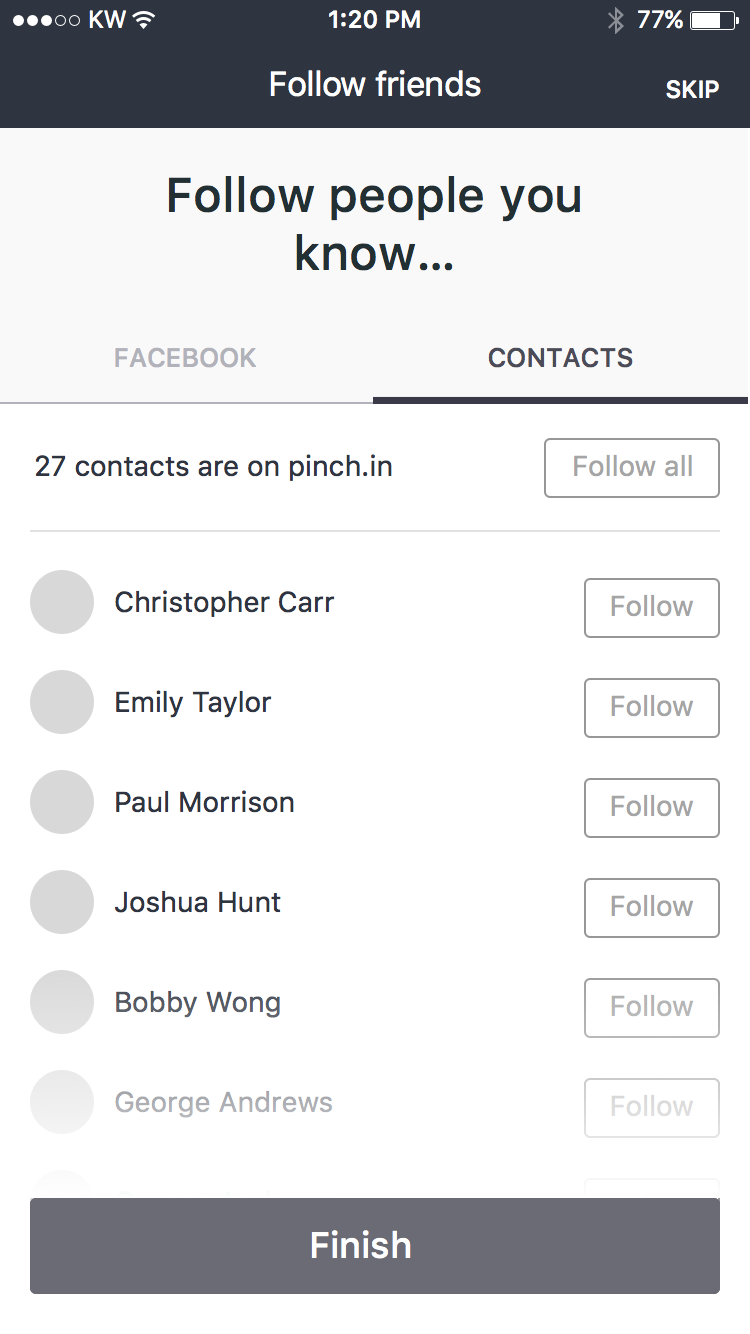 KW 1:20 PM 77%
Follow friends SKIP
Follow people you
know...
FACEBOOK CONTACTS
27 contacts are on pinch.in Follow all
Christopher Carr Follow
Emily Taylor Follow
Paul Morrison Follow
Joshua Hunt Follow
Bobby Wong Follow
George Andrews Follow
Finish